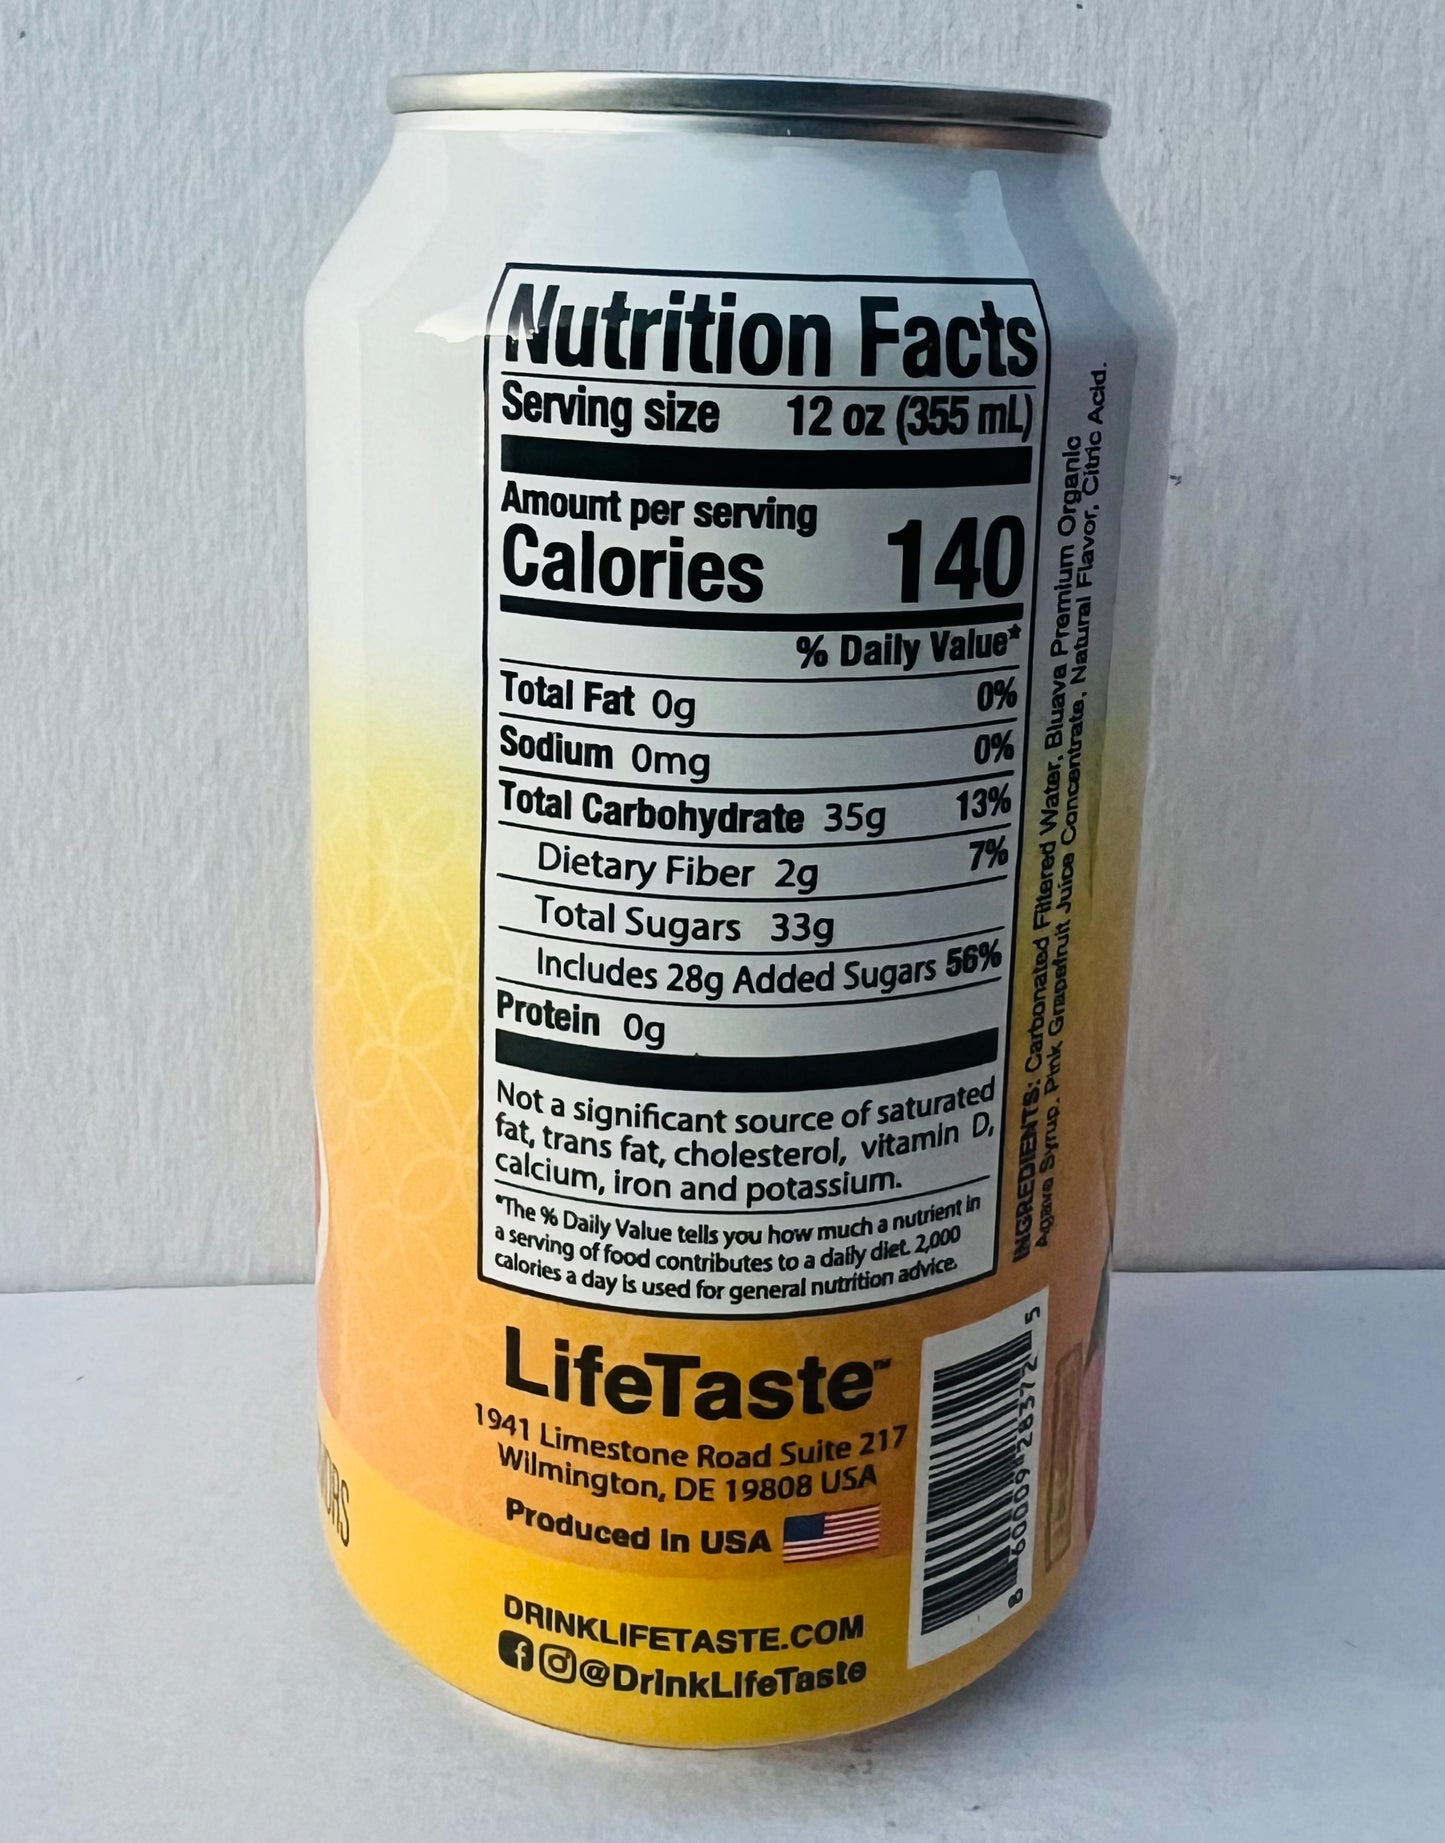 Nutrition Facts
Serving size 12 oz (355 mL)
Amount per serving
Calories 140
% Daily Value*
Total Fat 0g 0%
Sodium 0mg 0%
Total Carbohydrate 35g 13%
Dietary Fiber 2g 7%
Total Sugars 33g
Includes 28g Added Sugars 56%
Protein 0g
Not a significant source of saturated
fat, trans fat, cholesterol, vitamin D,
calcium, iron and potassium.
*The % Daily Value tells you how much a nutrient in
a serving of food contributes to a daily diet. 2,000
calories a day is used for general nutrition advice.
INGREDIENTS: Carbonated Filtered Water, Bluava Premium Organic
Agave Syrup, Pink Grapefruit Juice Concentrate, Natural Flavor, Citric Acid.
LifeTaste™
1941 Limestone Road Suite 217
Wilmington, DE 19808 USA
Produced in USA
DRINKLIFETASTE.COM
@DrinkLifeTaste
8 60009 28372 5